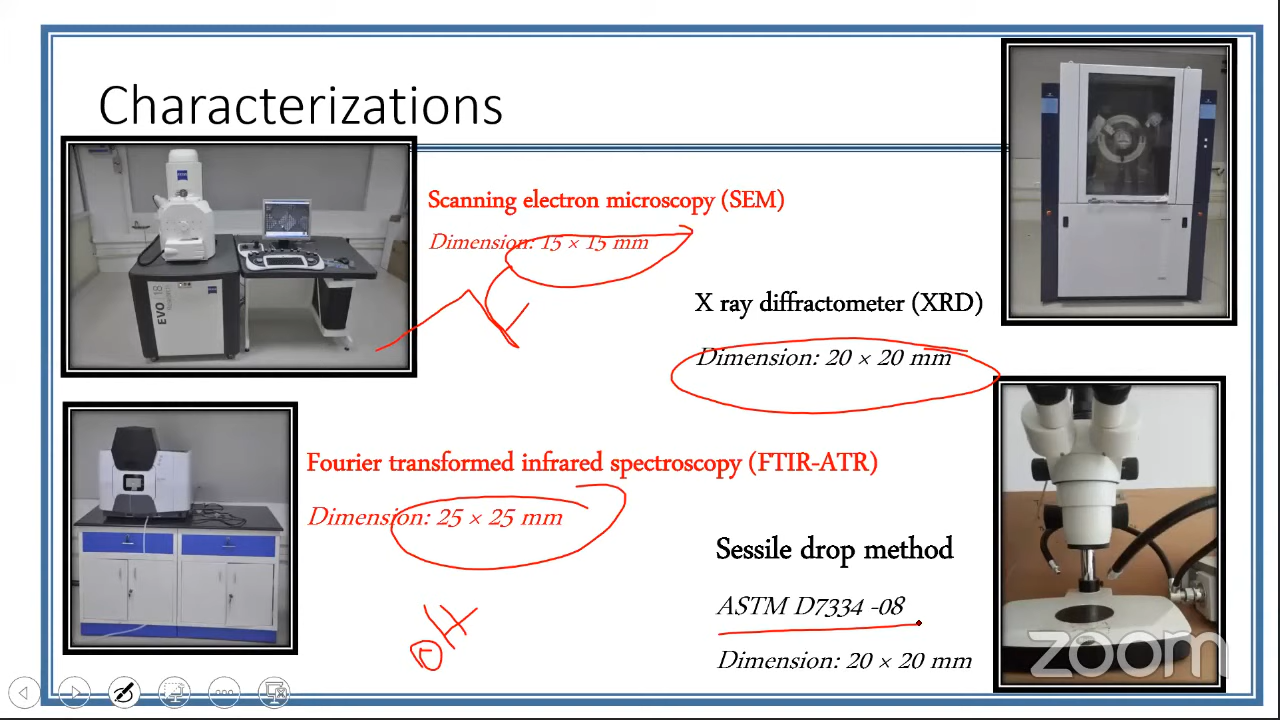 Characterizations
Scanning electron microscopy (SEM)
Dimension: 15 × 15 mm
X ray diffractometer (XRD)
Dimension: 20 × 20 mm
EVO 18
Fourier transformed infrared spectroscopy (FTIR-ATR)
Dimension: 25 × 25 mm
OH
Sessile drop method
ASTM D7334 -08
Dimension: 20 × 20 mm
zoom